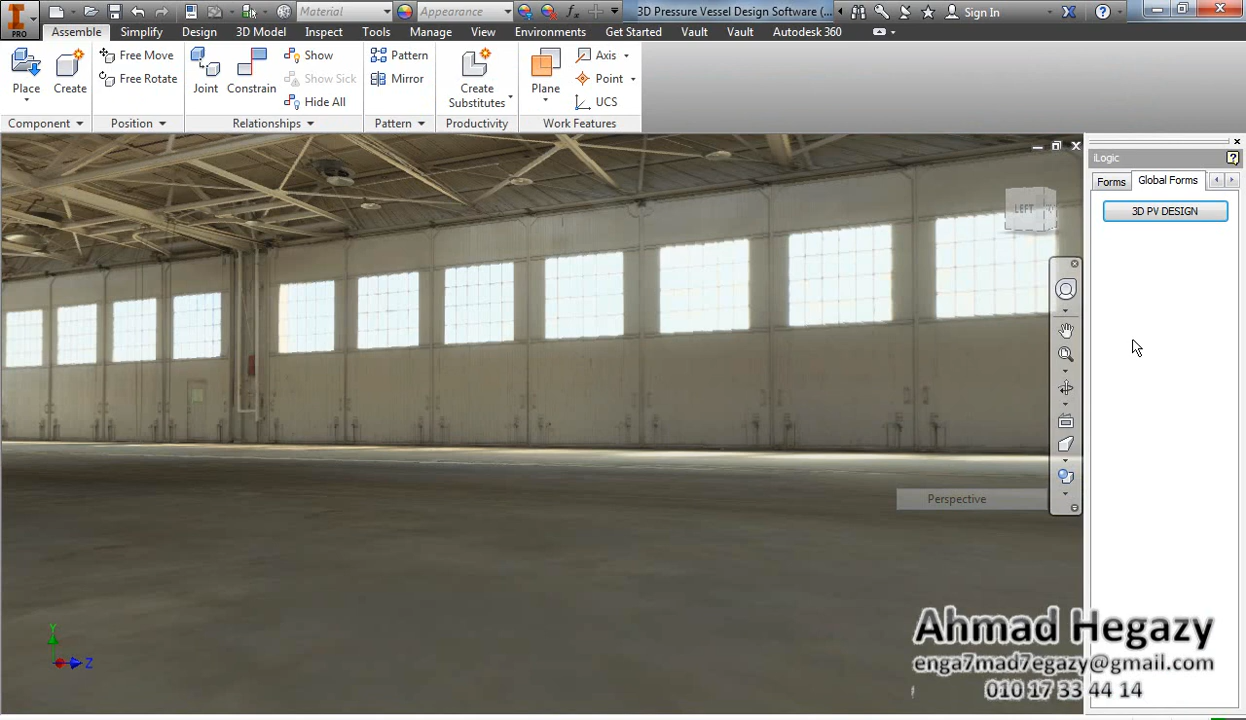 PRO
Material
Appearance
3D Pressure Vessel Design Software (...
Sign In
Assemble
Simplify
Design
3D Model
Inspect
Tools
Manage
View
Environments
Get Started
Vault
Vault
Autodesk 360
Place
Create
Free Move
Free Rotate
Joint
Constrain
Show
Show Sick
Hide All
Pattern
Mirror
Create
Substitutes
Plane
Axis
Point
UCS
Component
Position
Relationships
Pattern
Productivity
Work Features
iLogic
Forms
Global Forms
3D PV DESIGN
LEFT
Perspective
Y
Z
Ahmad Hegazy
enga7mad7egazy@gmail.com
010 17 33 44 14